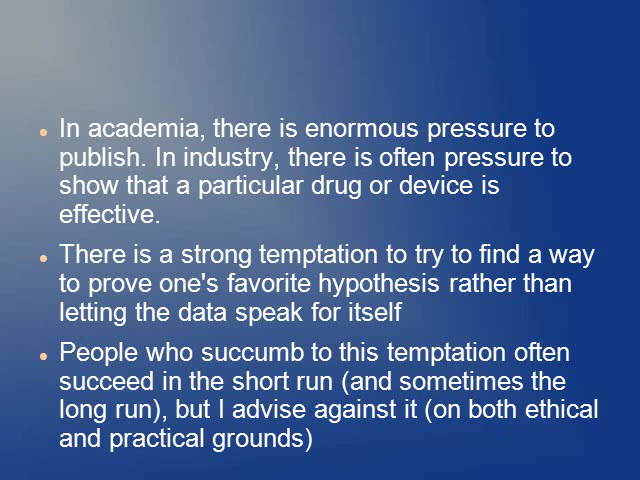 In academia, there is enormous pressure to
publish. In industry, there is often pressure to
show that a particular drug or device is
effective.
There is a strong temptation to try to find a way
to prove one's favorite hypothesis rather than
letting the data speak for itself
People who succumb to this temptation often
succeed in the short run (and sometimes the
long run), but I advise against it (on both ethical
and practical grounds)